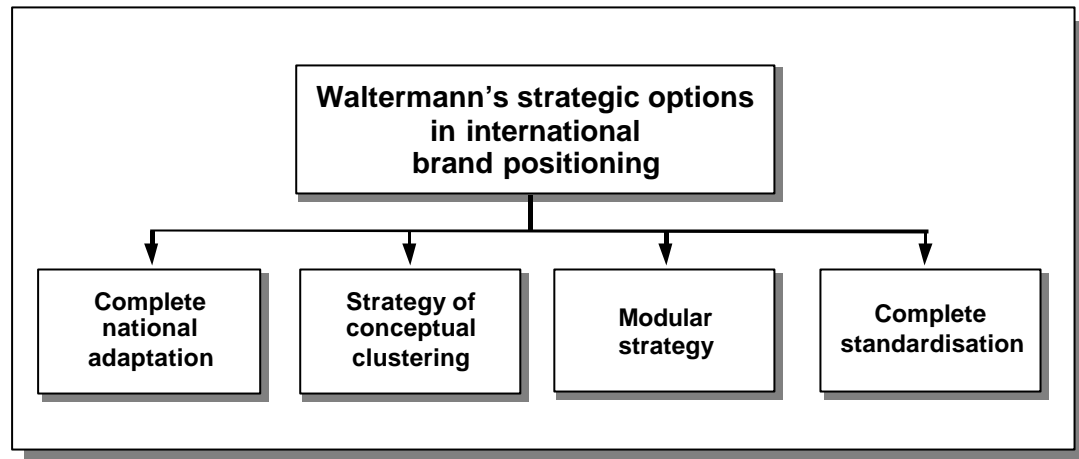 Waltermann’s strategic options
in international
brand positioning
Complete
national
adaptation
Strategy of
conceptual
clustering
Modular
strategy
Complete
standardisation